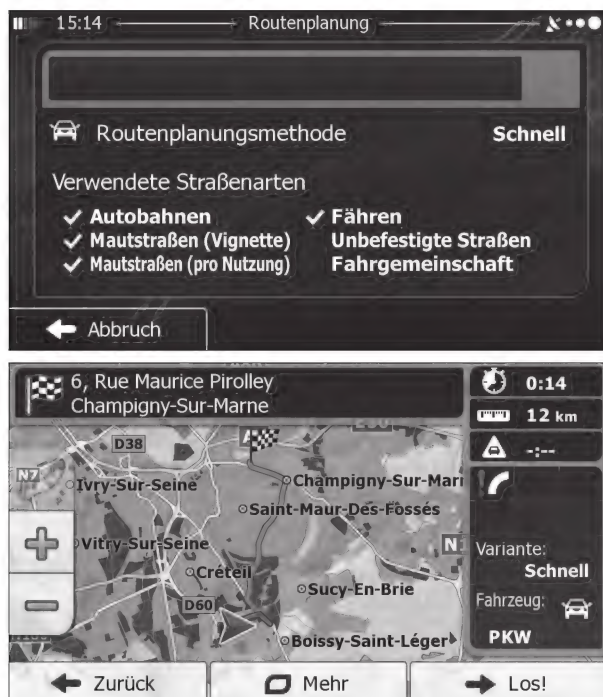 15:14 Routenplanung
Routenplanungsmethode Schnell
Verwendete Straßenarten
Autobahnen Fähren
Mautstraßen (Vignette) Unbefestigte Straßen
Mautstraßen (pro Nutzung) Fahrgemeinschaft
Abbruch
6, Rue Maurice Pirolley
Champigny-Sur-Marne
0:14
12 km
-:--
D38
N7
Ivry-Sur-Seine
Champigny-Sur-Mar
Saint-Maur-Des-Fossés
Vitry-Sur-Seine
Créteil
D60
Sucy-En-Brie
Boissy-Saint-Léger
Variante:
Schnell
Fahrzeug:
PKW
Zurück Mehr Los!